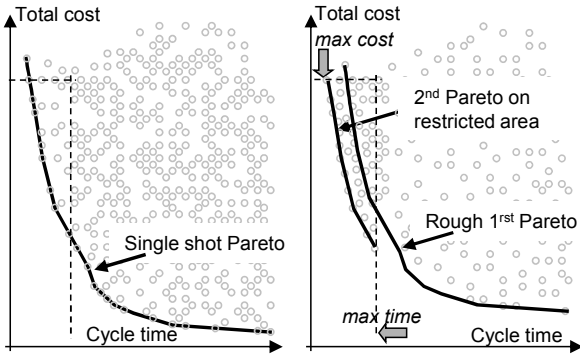 Total cost
Single shot Pareto
Cycle time
Total cost
max cost
2nd Pareto on
restricted area
Rough 1rst Pareto
max time
Cycle time